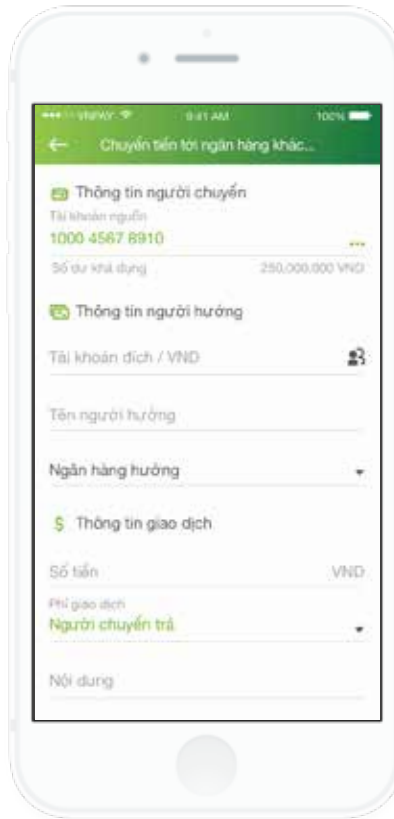 VNPAY 9:41 AM 100%
Chuyển tiền tới ngân hàng khác...
Thông tin người chuyển
Tài khoản nguồn
1000 4567 8910 ...
Số dư khả dụng 250,000,000 VND
Thông tin người hưởng
Tài khoản đích / VND
Tên người hưởng
Ngân hàng hưởng
$ Thông tin giao dịch
Số tiền VND
Phí giao dịch
Người chuyển trả
Nội dung